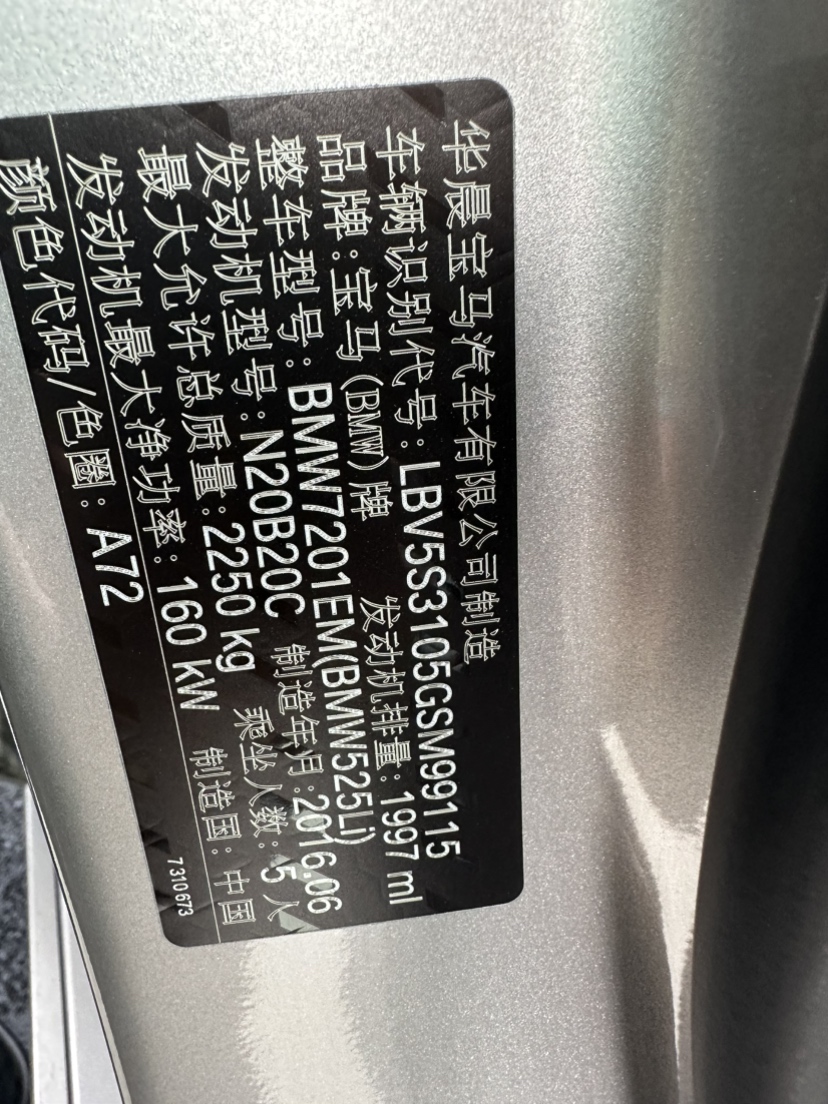 华晨宝马汽车有限公司制造
车辆识别代号:LBV5S3105GSM99115
品牌:宝马(BMW)牌 发动机排量:1997 ml
整车型号:BMW7201EM(BMW525Li)
发动机型号:N20B20C 制造年月:2016.06
最大允许总质量:2250 kg 乘坐人数:5人
发动机最大净功率:160 kW 制造国:中国
颜色代码/色圈:A72
7 310 673